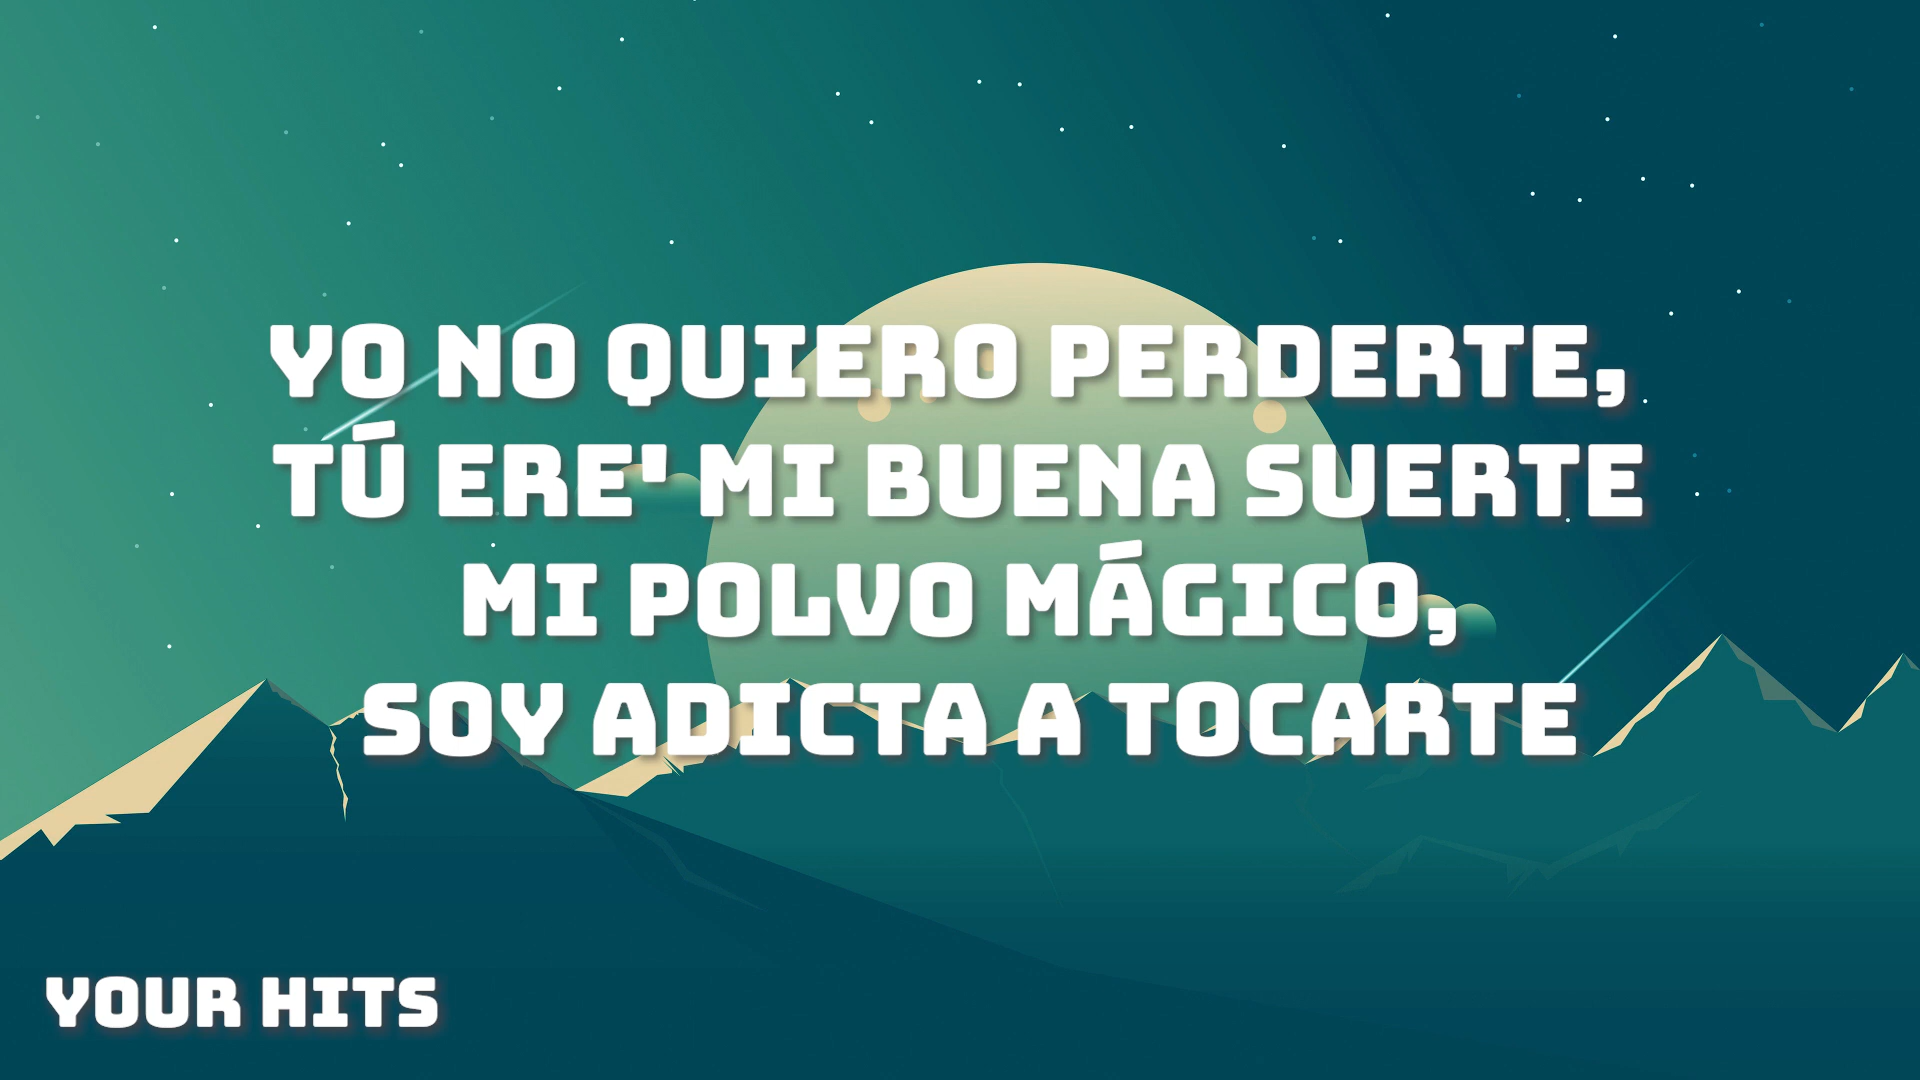 YO NO QUIERO PERDERTE,
TÚ ERE' MI BUENA SUERTE
MI POLVO MÁGICO,
SOY ADICTA A TOCARTE
YOUR HITS